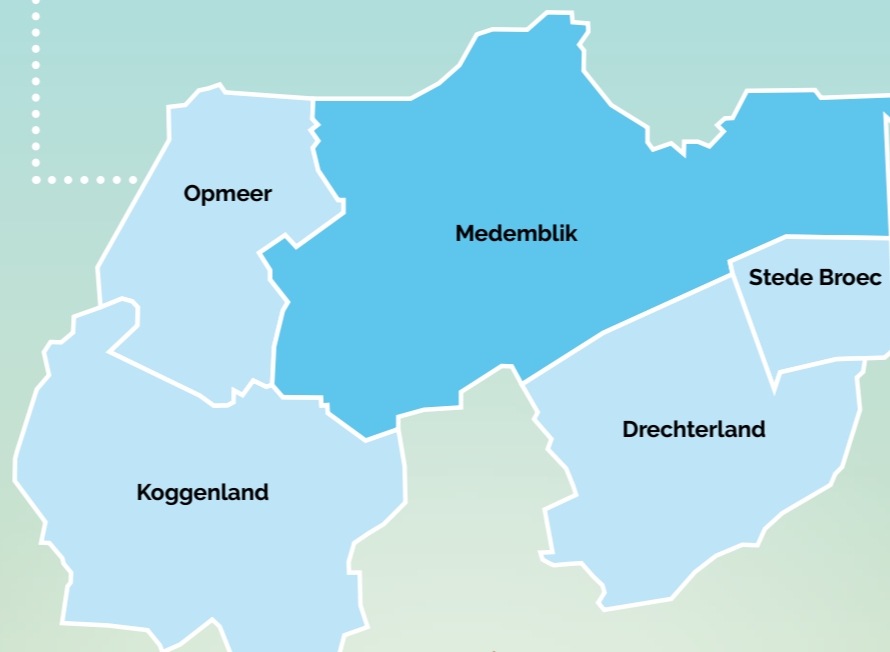 Opmeer
Medemblik
Stede Broec
Drechterland
Koggenland